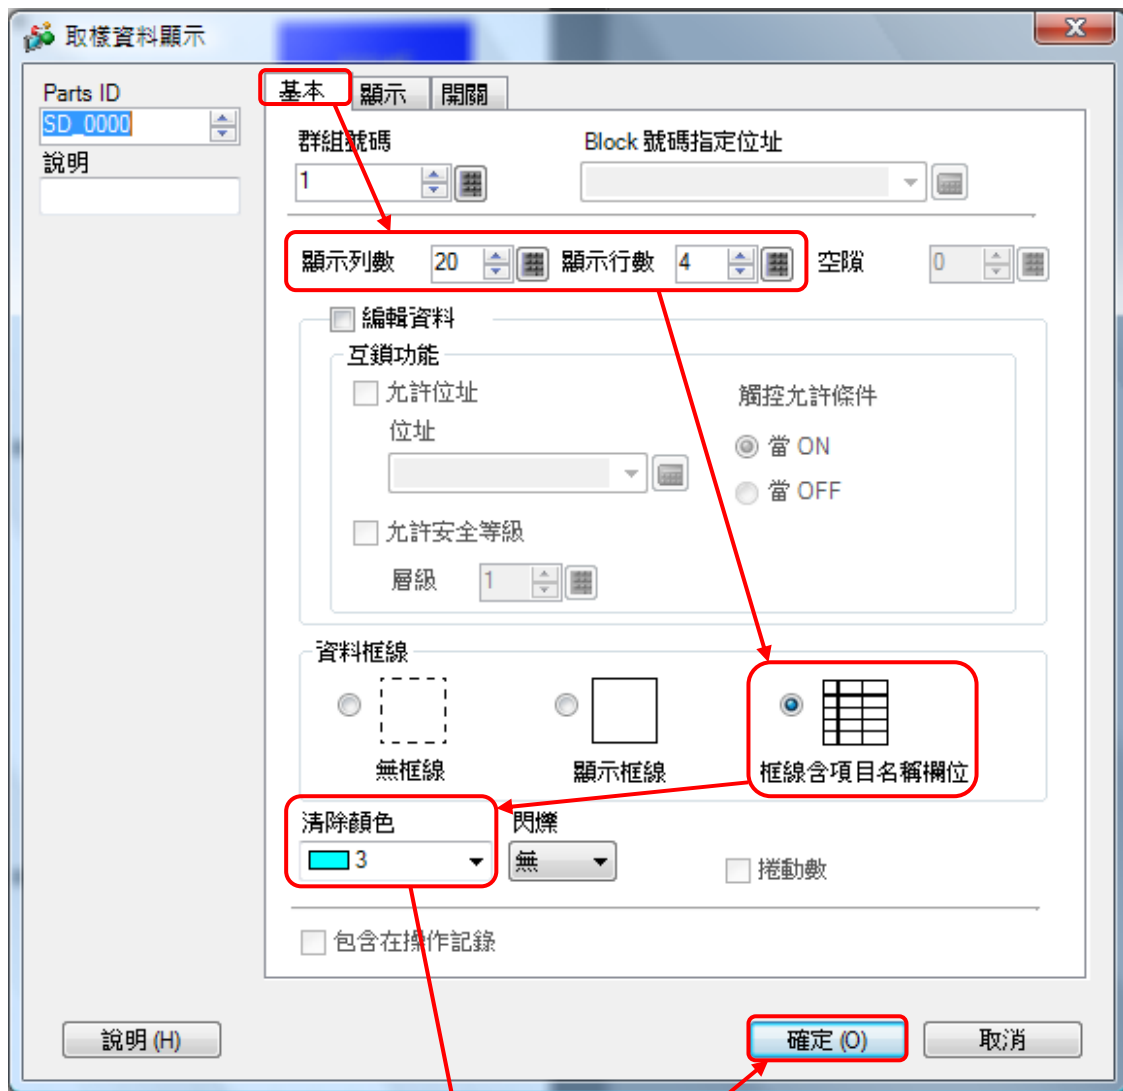 取樣資料顯示
X
Parts ID
SD_0000
說明
基本 顯示 開關
群組號碼 Block 號碼指定位址
1
顯示列數 20 顯示行數 4 空隙 0
編輯資料
互鎖功能
允許位址
觸控允許條件
位址
當 ON
當 OFF
允許安全等級
層級 1
資料框線
無框線 顯示框線 框線含項目名稱欄位
清除顏色 閃爍
3 無
捲動數
包含在操作記錄
說明 (H) 確定 (O) 取消